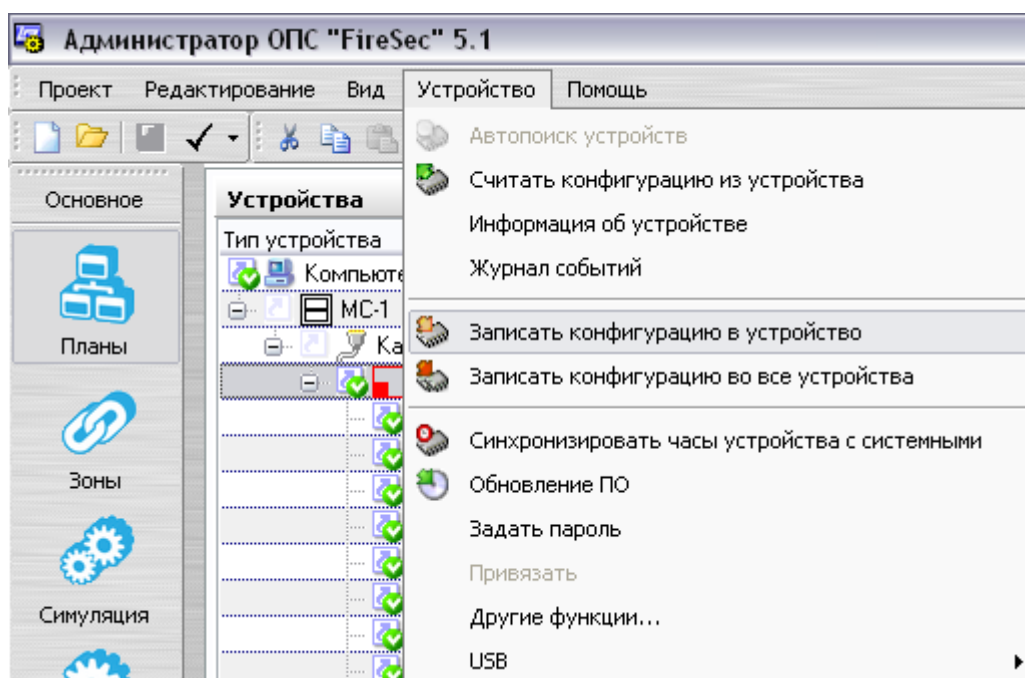 Администратор ОПС "FireSec" 5.1
Проект Редактирование Вид Устройство Помощь
Основное
Планы
Зоны
Симуляция
Устройства
Тип устройства
МС-1
Автопоиск устройств
Считать конфигурацию из устройства
Информация об устройстве
Журнал событий
Записать конфигурацию в устройство
Записать конфигурацию во все устройства
Синхронизировать часы устройства с системными
Обновление ПО
Задать пароль
Привязать
Другие функции...
USB